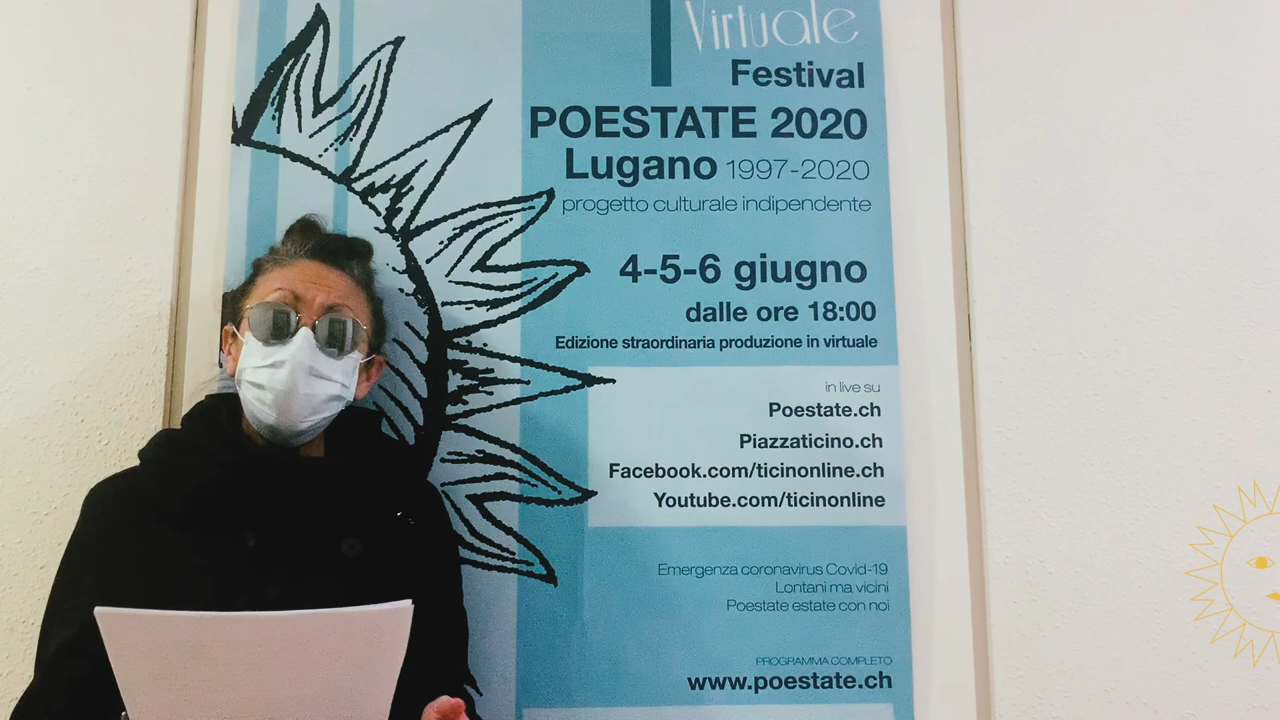 Virtuale
Festival
POESTATE 2020
Lugano 1997-2020
progetto culturale indipendente
4-5-6 giugno
dalle ore 18:00
Edizione straordinaria produzione in virtuale
in live su
Poestate.ch
Piazzaticino.ch
Facebook.com/ticinonline.ch
Youtube.com/ticinonline
Emergenza coronavirus Covid-19
Lontani ma vicini
Poestate estate con noi
PROGRAMMA COMPLETO
www.poestate.ch